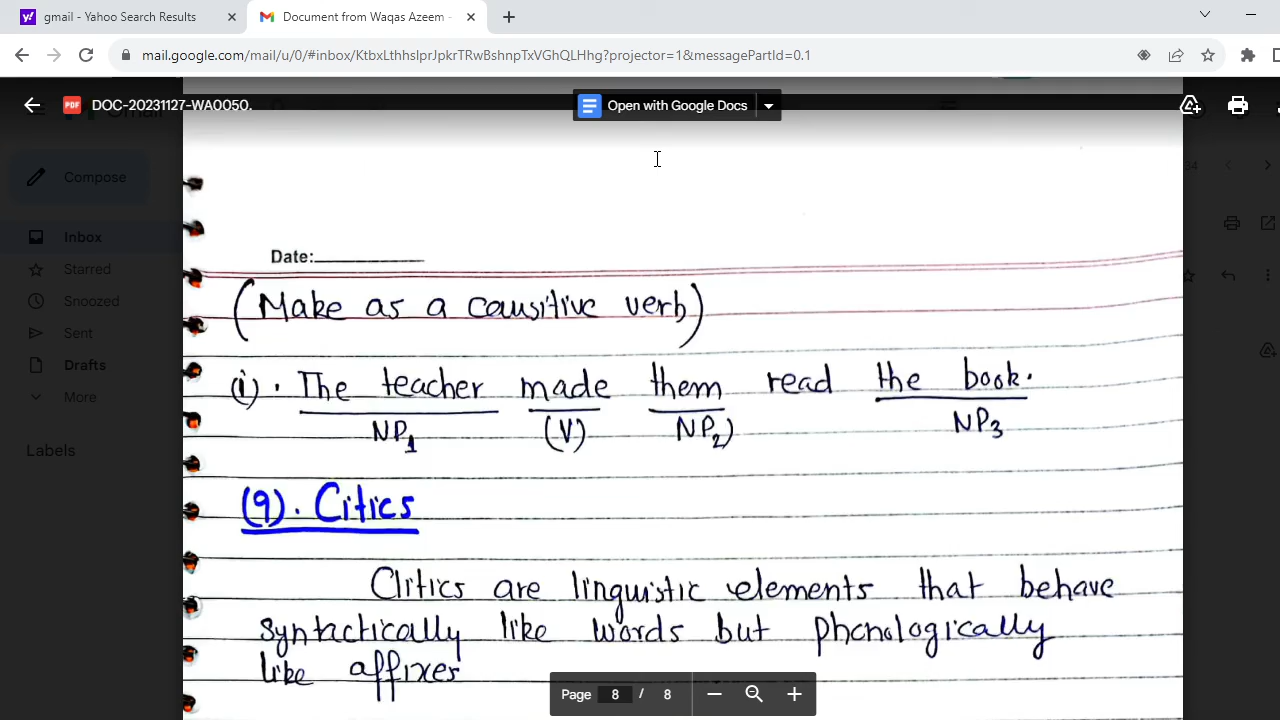 gmail - Yahoo Search Results
Document from Waqas Azeem -
mail.google.com/mail/u/0/#inbox/KtbxLthhsIprJpkrTRwBshnpTxVGhQLHhg?projector=1&messagePartId=0.1
PDF DOC-20231127-WA0050.
Open with Google Docs
Compose
Inbox
Starred
Snoozed
Sent
Drafts
More
Labels
Date:
(Make as a causitive verb)
(i). The teacher made them read the book.
NP1 (V) NP2) NP3
(9). Citics
Clitics are linguistic elements that behave
syntactically like words but phonologically
like affixes
Page 8 / 8